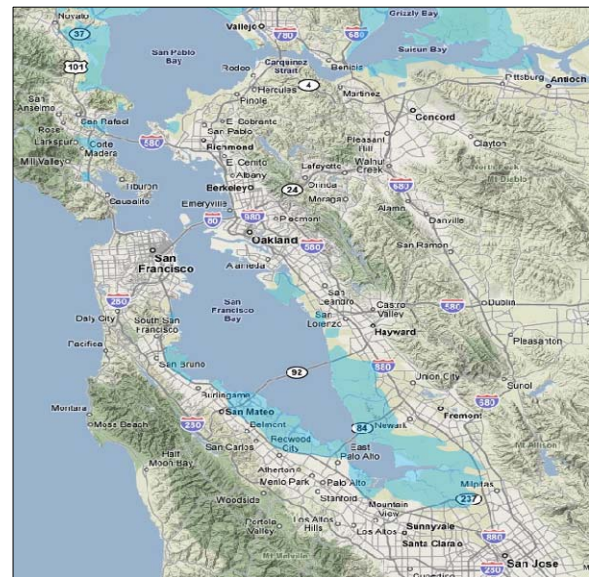 Novato
37
Vallejo
780
680
Grizzly Bay
San Pablo
Bay
Suisun Bay
101
Carquinez
Strait
Benicia
Rodeo
Hercules
4
Pittsburg
Antioch
San
Anselmo
Pinole
Martinez
San Rafael
Ross
Larkspur
Corte
Madera
580
San Pablo
Richmond
Concord
Pleasant
Hill
Clayton
Mill Valley
E. Cerrito
Lafayette
Walnut
Creek
Tiburon
Albany
Orinda
680
Mt Diablo
Sausalito
Berkeley
24
Moraga
Alamo
Emeryville
80
980
Piedmont
Danville
Oakland
580
San Ramon
San
Francisco
Alameda
280
San
Francisco
Bay
San
Leandro
Castro
Valley
580
Dublin
Daly City
South San
Francisco
San
Lorenzo
Hayward
Pacifica
Pleasanton
San Bruno
92
880
Union City
Sunol
Burlingame
680
Montara
San Mateo
Fremont
Moss Beach
280
Belmont
84
Newark
San Carlos
Redwood
City
East
Palo Alto
Mt Allison
Half
Moon Bay
Atherton
Menlo Park
Palo Alto
Milpitas
Woodside
Stanford
237
Mountain
View
Portola
Valley
Los Altos
Hills
Los Altos
Sunnyvale
880
Santa Clara
San Jose
Cupertino
280